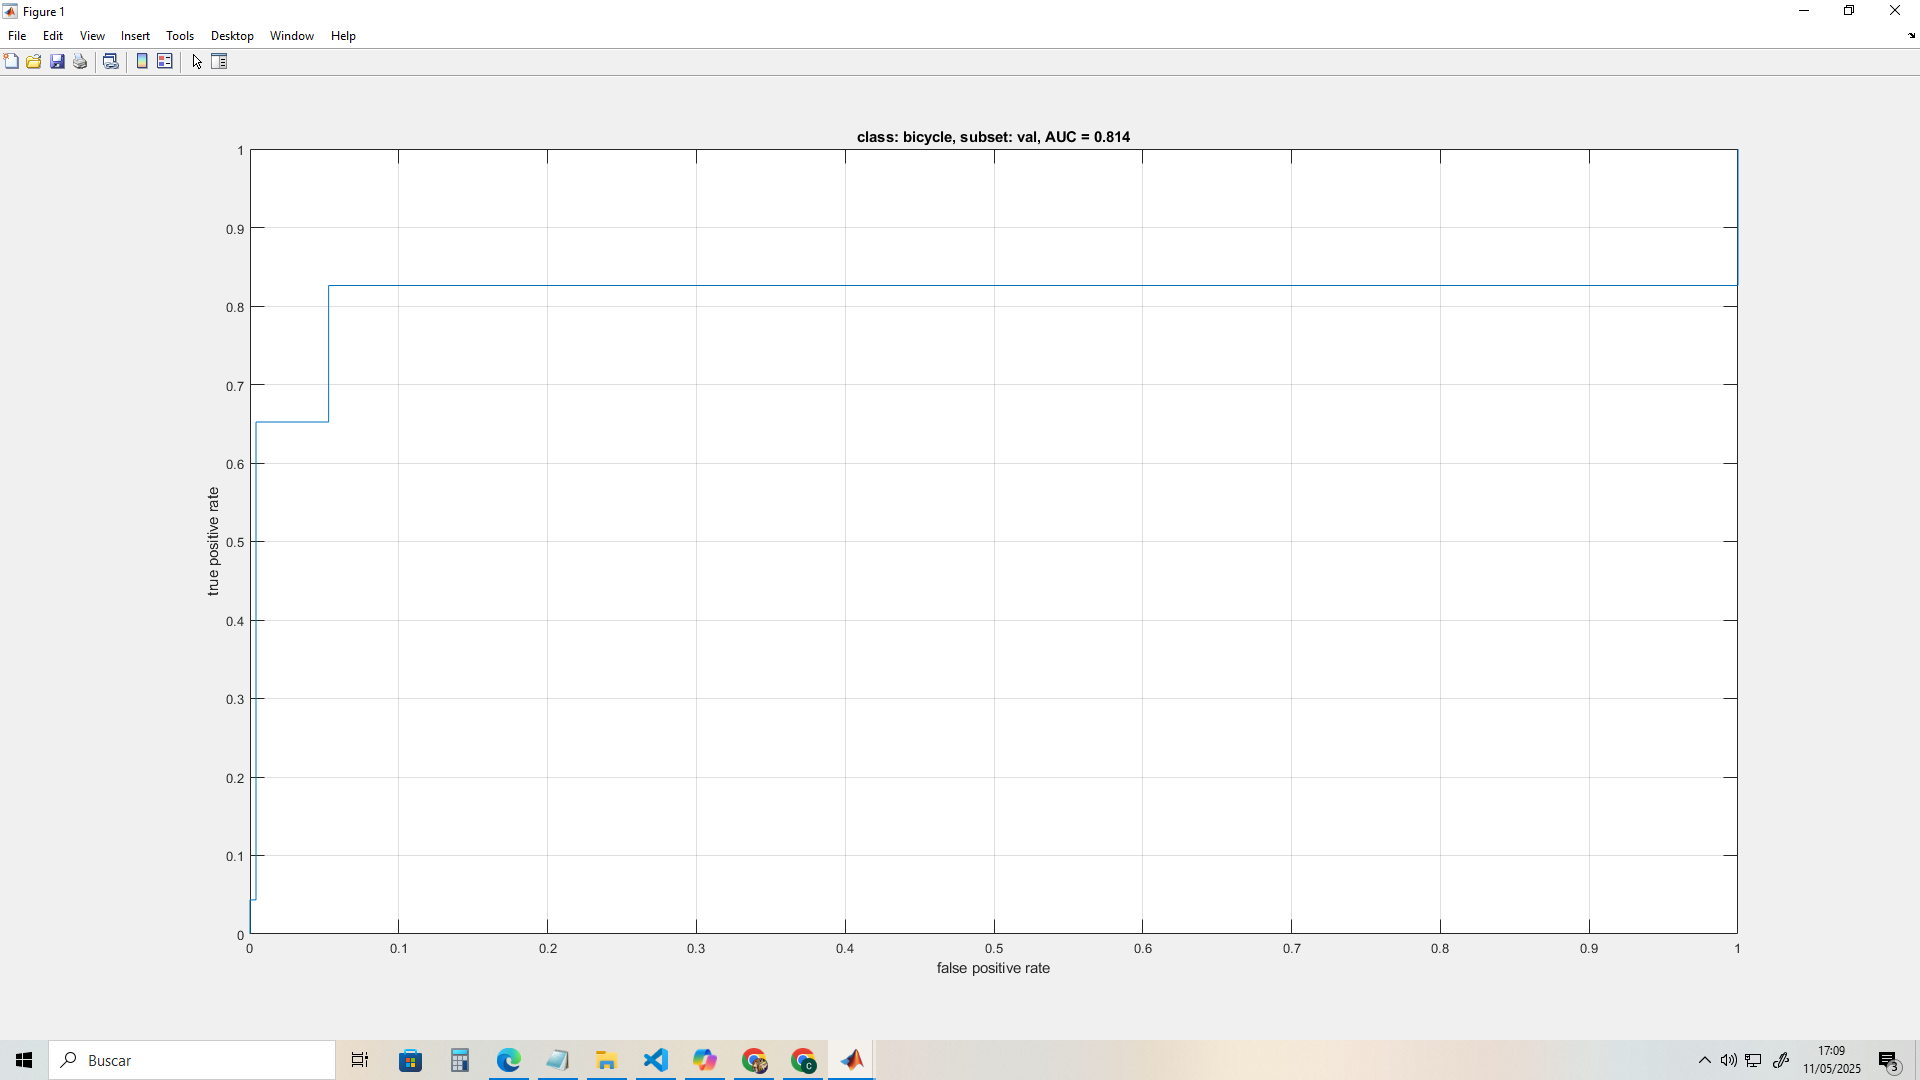 Figure 1
File Edit View Insert Tools Desktop Window Help
class: bicycle, subset: val, AUC = 0.814
1
0.9
0.8
0.7
0.6
0.5
0.4
0.3
0.2
0.1
0
true positive rate
0 0.1 0.2 0.3 0.4 0.5 0.6 0.7 0.8 0.9 1
false positive rate
Buscar
C
17:09
11/05/2025
3